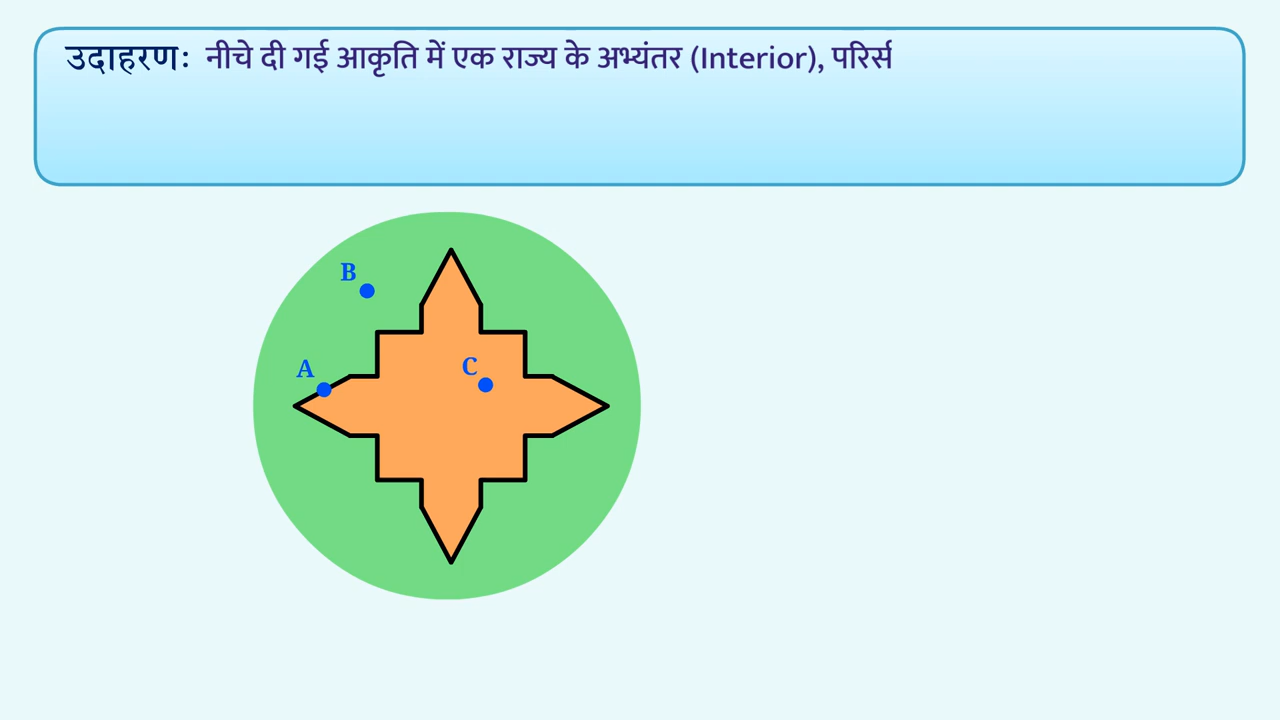 उदाहरण: नीचे दी गई आकृति में एक राज्य के अभ्यंतर (Interior), परिर्स
B
A
C